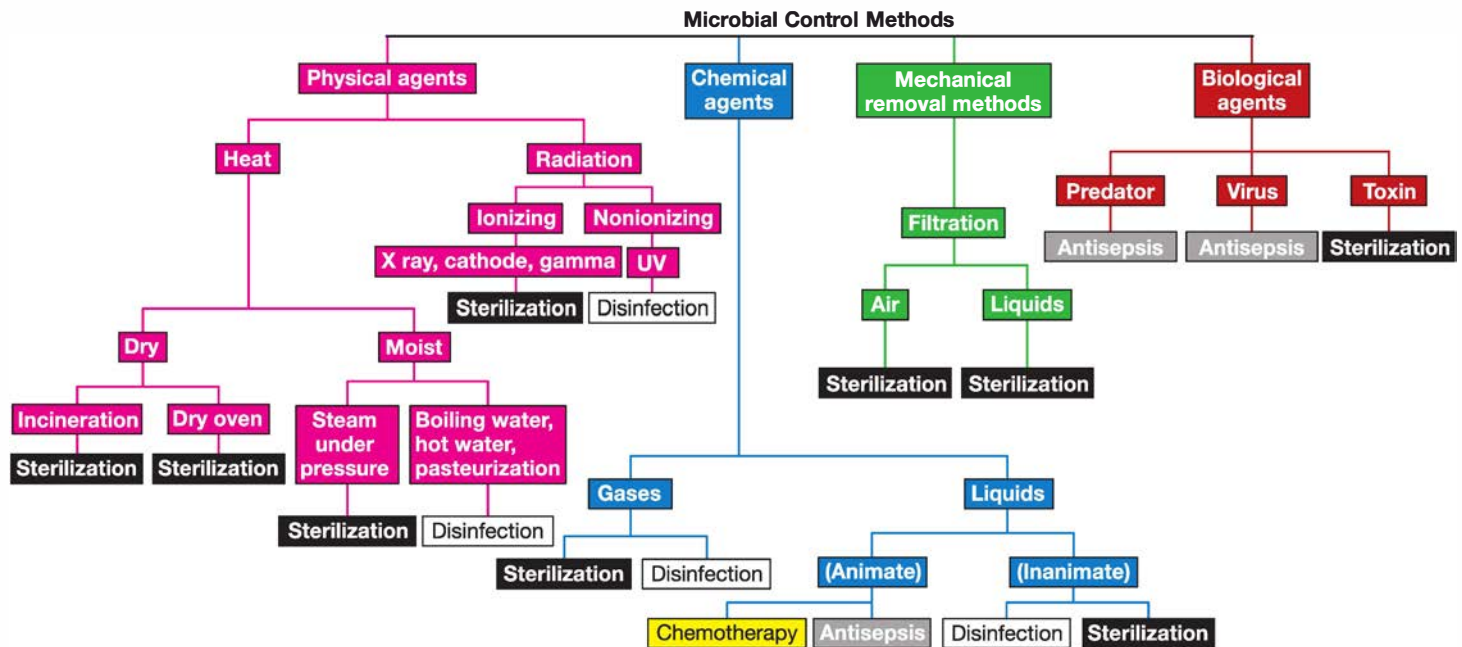 Microbial Control Methods
Physical agents
Chemical
agents
Mechanical
removal methods
Biological
agents
Heat
Radiation
Predator
Virus
Toxin
Ionizing
Nonionizing
Filtration
Antisepsis
Antisepsis
Sterilization
X ray, cathode, gamma
UV
Sterilization
Disinfection
Air
Liquids
Dry
Moist
Sterilization
Sterilization
Incineration
Dry oven
Steam
under
pressure
Boiling water,
hot water,
pasteurization
Sterilization
Sterilization
Sterilization
Disinfection
Gases
Liquids
Sterilization
Disinfection
(Animate)
(Inanimate)
Chemotherapy
Antisepsis
Disinfection
Sterilization